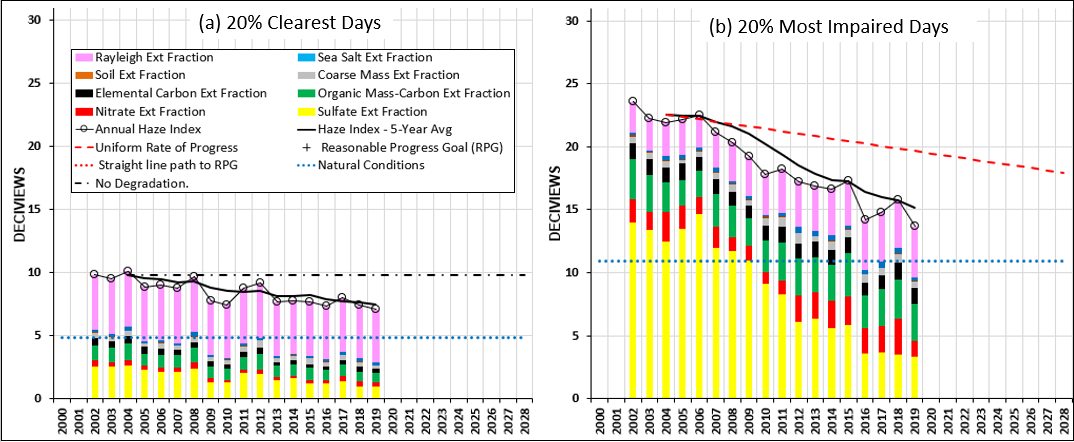 (a) 20% Clearest Days
DECIVIEWS
30
25
20
15
10
5
0
Rayleigh Ext Fraction
Sea Salt Ext Fraction
Soil Ext Fraction
Coarse Mass Ext Fraction
Elemental Carbon Ext Fraction
Organic Mass-Carbon Ext Fraction
Nitrate Ext Fraction
Sulfate Ext Fraction
Annual Haze Index
Haze Index - 5-Year Avg
Uniform Rate of Progress
Reasonable Progress Goal (RPG)
Straight line path to RPG
Natural Conditions
No Degradation.
2000 2001 2002 2003 2004 2005 2006 2007 2008 2009 2010 2011 2012 2013 2014 2015 2016 2017 2018 2019 2020 2021 2022 2023 2024 2025 2026 2027 2028
(b) 20% Most Impaired Days
DECIVIEWS
30
25
20
15
10
5
0
2000 2001 2002 2003 2004 2005 2006 2007 2008 2009 2010 2011 2012 2013 2014 2015 2016 2017 2018 2019 2020 2021 2022 2023 2024 2025 2026 2027 2028